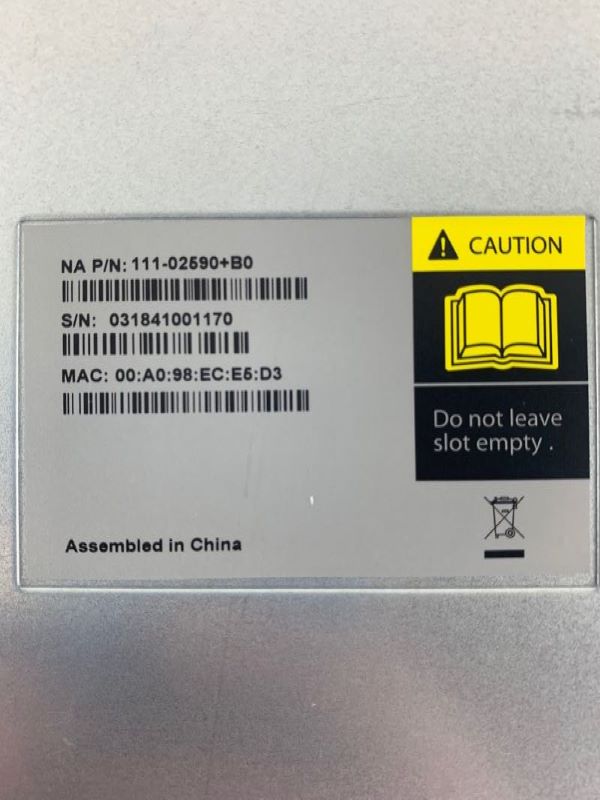 NA P/N: 111-02590+B0
S/N: 031841001170
MAC: 00:A0:98:EC:E5:D3
Assembled in China
CAUTION
Do not leave
slot empty .